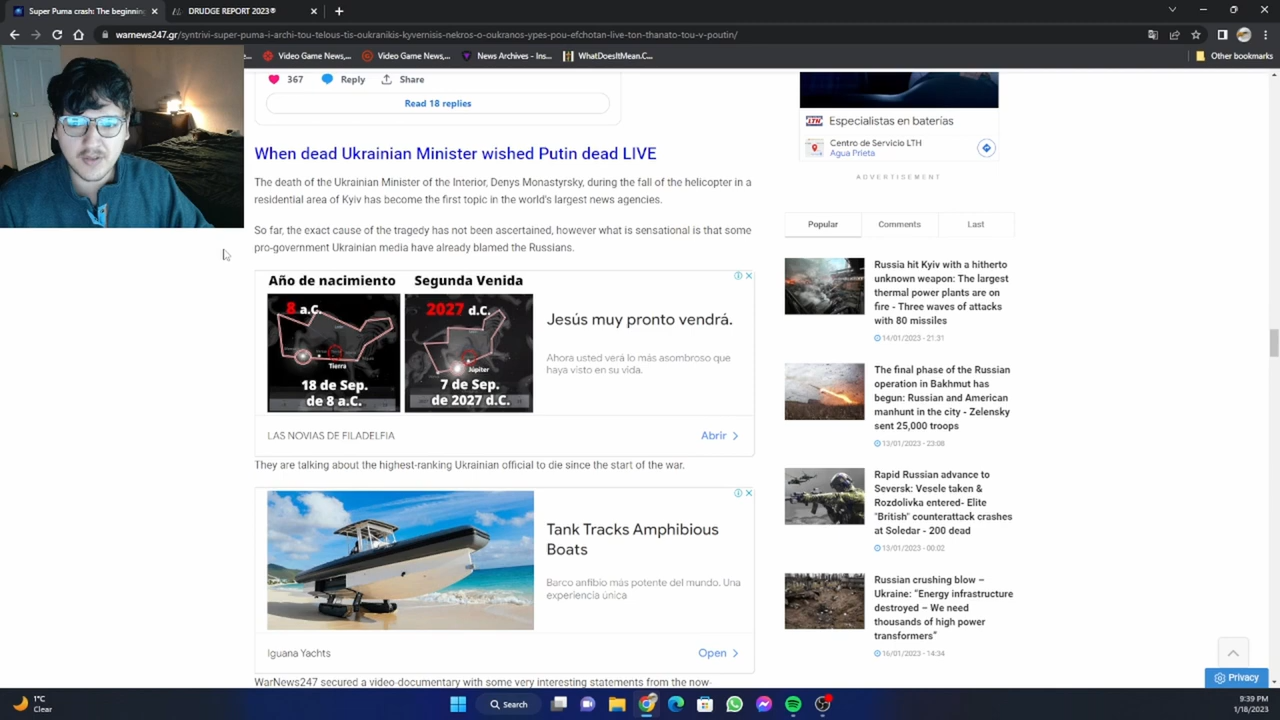 Super Puma crash: The beginning
DRUDGE REPORT 2023®
warnews247.gr/syntrivi-super-puma-i-archi-tou-telous-tis-oukranikis-kyvernisis-nekros-o-oukranos-ypes-pou-efchotan-live-ton-thanato-tou-v-poutin/
e...
Video Game News,...
Video Game News,...
News Archives - Ins...
WhatDoesItMean.C...
Other bookmarks
367 Reply Share
Read 18 replies
When dead Ukrainian Minister wished Putin dead LIVE
The death of the Ukrainian Minister of the Interior, Denys Monastyrsky, during the fall of the helicopter in a
residential area of Kyiv has become the first topic in the world's largest news agencies.
So far, the exact cause of the tragedy has not been ascertained, however what is sensational is that some
pro-government Ukrainian media have already blamed the Russians.
Año de nacimiento
8 a.C.
Tierra
18 de Sep.
de 8 a.C.
Segunda Venida
2027 d.C.
Júpiter
7 de Sep.
de 2027 d.C.
Jesús muy pronto vendrá.
Ahora usted verá lo más asombroso que
haya visto en su vida.
LAS NOVIAS DE FILADELFIA
Abrir
They are talking about the highest-ranking Ukrainian official to die since the start of the war.
Tank Tracks Amphibious
Boats
Barco anfibio más potente del mundo. Una
experiencia única
Iguana Yachts
Open
WarNews247 secured a video-documentary with some very interesting statements from the now-
LTH
Especialistas en baterías
Centro de Servicio LTH
Agua Prieta
ADVERTISEMENT
Popular Comments Last
Russia hit Kyiv with a hitherto
unknown weapon: The largest
thermal power plants are on
fire - Three waves of attacks
with 80 missiles
14/01/2023 - 21:31
The final phase of the Russian
operation in Bakhmut has
begun: Russian and American
manhunt in the city - Zelensky
sent 25,000 troops
13/01/2023 - 23:08
Rapid Russian advance to
Seversk: Vesele taken &
Rozdolivka entered- Elite
"British" counterattack crashes
at Soledar - 200 dead
13/01/2023 - 00:02
Russian crushing blow –
Ukraine: "Energy infrastructure
destroyed – We need
thousands of high power
transformers"
16/01/2023 - 14:34
Privacy
1°C
Clear
Search
9:39 PM
1/18/2023